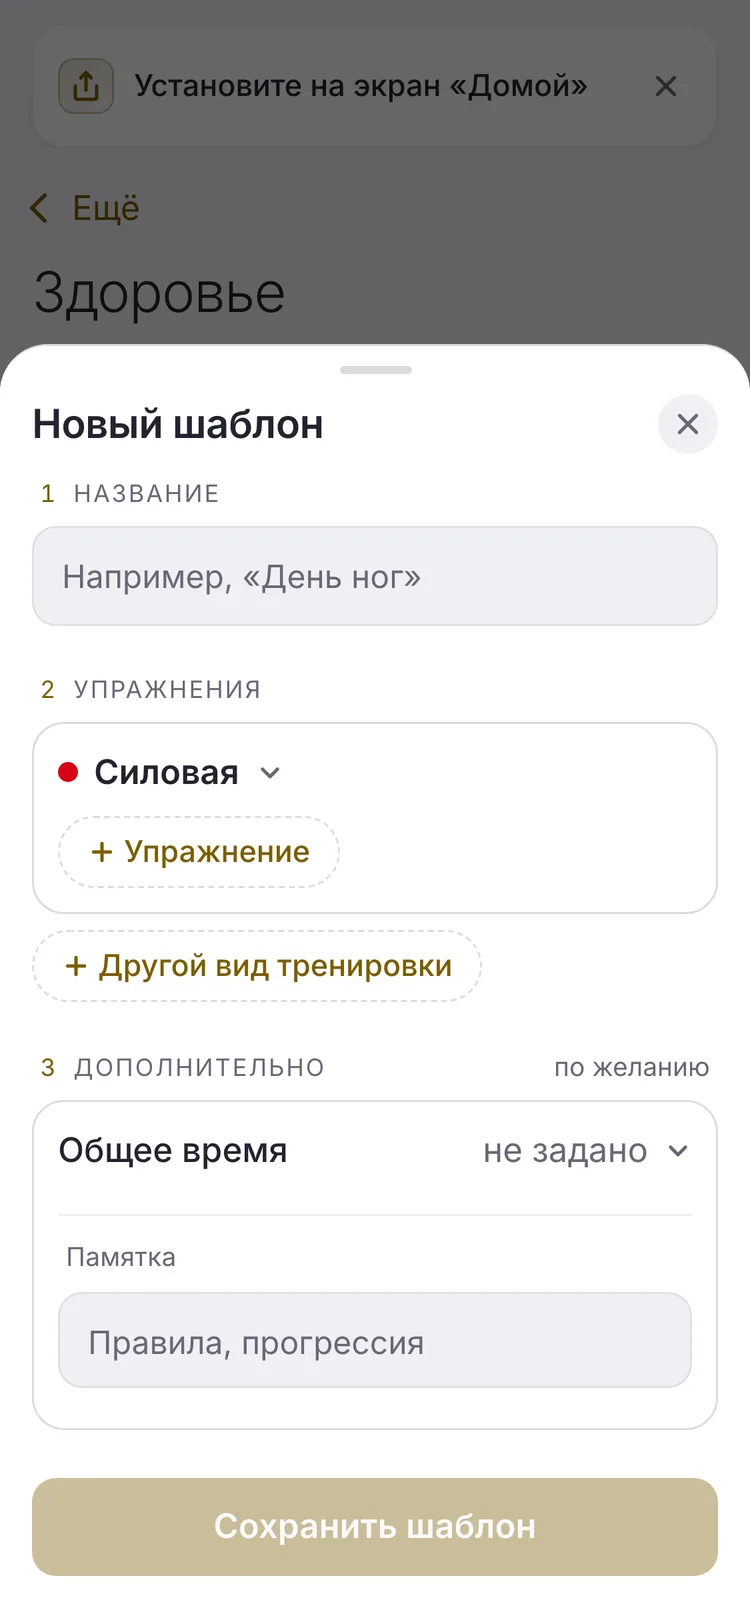 Установите на экран «Домой»
Ещё
Здоровье
Новый шаблон
1 НАЗВАНИЕ
Например, «День ног»
2 УПРАЖНЕНИЯ
Силовая
+ Упражнение
+ Другой вид тренировки
3 ДОПОЛНИТЕЛЬНО по желанию
Общее время не задано
Памятка
Правила, прогрессия
Сохранить шаблон